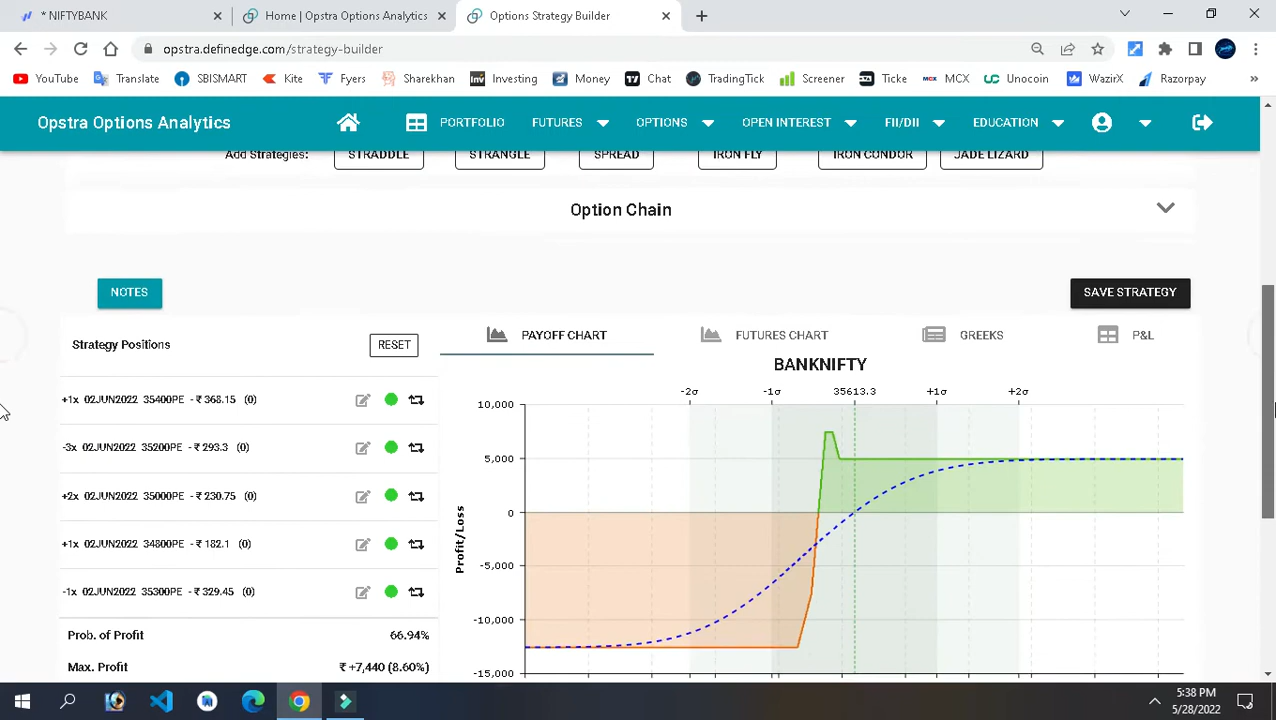 * NIFTYBANK
Home | Opstra Options Analytics
Options Strategy Builder
opstra.definedge.com/strategy-builder
YouTube Translate SBISMART Kite Fyers Sharekhan Inv Investing Money Chat TradingTick Screener Ticke MCX MCX Unocoin WazirX Razorpay
Opstra Options Analytics
PORTFOLIO FUTURES OPTIONS OPEN INTEREST FII/DII EDUCATION
Add Strategies: STRADDLE STRANGLE SPREAD IRON FLY IRON CONDOR JADE LIZARD
Option Chain
NOTES
SAVE STRATEGY
Strategy Positions
RESET
+1x 02JUN2022 35400PE - ₹ 368.15 (0)
-3x 02JUN2022 35200PE - ₹ 293.3 (0)
+2x 02JUN2022 35000PE - ₹ 230.75 (0)
+1x 02JUN2022 34800PE - ₹ 182.1 (0)
-1x 02JUN2022 35300PE - ₹ 329.45 (0)
Prob. of Profit 66.94%
Max. Profit ₹ +7,440 (8.60%)
PAYOFF CHART FUTURES CHART GREEKS P&L
BANKNIFTY
-2σ -1σ 35613.3 +1σ +2σ
10,000
5,000
0
-5,000
-10,000
-15,000
Profit/Loss
5:38 PM
5/28/2022